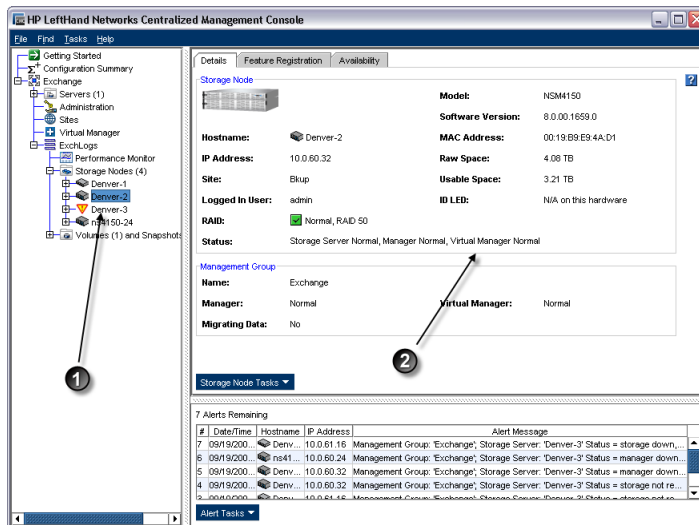 HP LeftHand Networks Centralized Management Console
File Find Tasks Help
Getting Started
Configuration Summary
Exchange
Servers (1)
Administration
Sites
Virtual Manager
ExchLogs
Performance Monitor
Storage Nodes (4)
Denver-1
Denver-2
Denver-3
Volumes (1) and Snapshots
1
Details Feature Registration Availability
Storage Node
Model: NSM4150
Software Version: 8.0.00.1659.0
Hostname: Denver-2 MAC Address: 00:19:B9:E9:4A:D1
IP Address: 10.0.60.32 Raw Space: 4.08 TB
Site: Bkup Usable Space: 3.21 TB
Logged In User: admin ID LED: N/A on this hardware
RAID: Normal, RAID 50
Status: Storage Server Normal, Manager Normal, Virtual Manager Normal
Management Group
Name: Exchange
Manager: Normal Virtual Manager: Normal
Migrating Data: No
2
Storage Node Tasks
7 Alerts Remaining
# Date/Time Hostname IP Address Alert Message
7 09/19/200... Denv... 10.0.61.16 Management Group: 'Exchange'; Storage Server: 'Denver-3' Status = storage down,...
6 09/19/200... ns41... 10.0.60.24 Management Group: 'Exchange'; Storage Server: 'Denver-3' Status = manager down...
5 09/19/200... Denv... 10.0.60.32 Management Group: 'Exchange'; Storage Server: 'Denver-3' Status = manager down...
4 09/19/200... Denv... 10.0.60.32 Management Group: 'Exchange'; Storage Server: 'Denver-3' Status = storage not re...
Alert Tasks